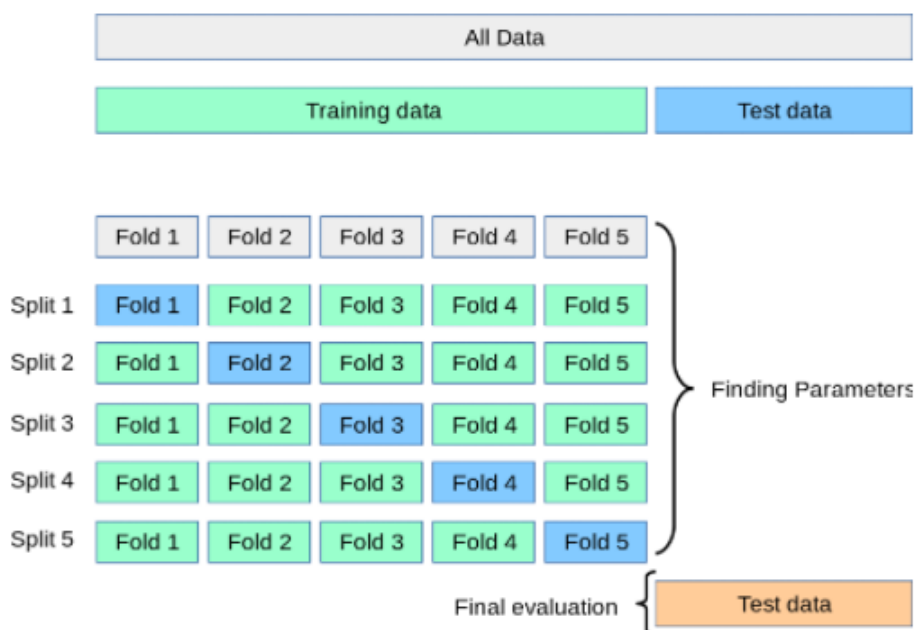 All Data
Training data Test data
Fold 1 Fold 2 Fold 3 Fold 4 Fold 5
Split 1 Fold 1 Fold 2 Fold 3 Fold 4 Fold 5
Split 2 Fold 1 Fold 2 Fold 3 Fold 4 Fold 5
Finding Parameters
Split 3 Fold 1 Fold 2 Fold 3 Fold 4 Fold 5
Split 4 Fold 1 Fold 2 Fold 3 Fold 4 Fold 5
Split 5 Fold 1 Fold 2 Fold 3 Fold 4 Fold 5
Final evaluation Test data